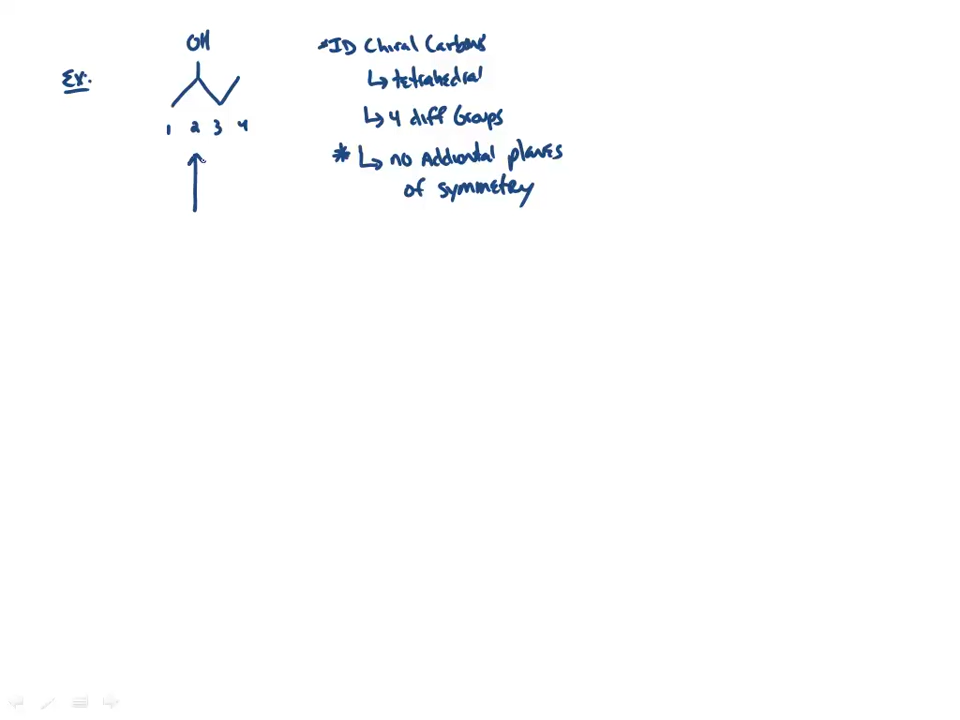 OH
Ex.
1 2 3 4
*ID Chiral Carbons
↳ tetrahedral
↳ 4 diff Groups
* ↳ no Addiontal planes
of symmetry